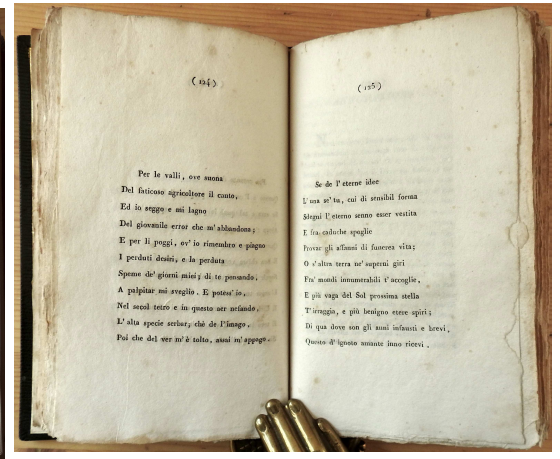 ( 124 )
Per le valli, ove suona
Del faticoso agricoltore il canto,
Ed io seggo e mi lagno
Del giovanile error che m'abbandona;
E per li poggi, ov'io rimembro e piagno
I perduti desiri, e la perduta
Speme de' giorni miei; di te pensando,
A palpitar mi sveglio. E potess'io,
Nel secol tetro e in questo aer nefando,
L'alta specie serbar; chè de l'imago,
Poi che del ver m'è tolto, assai m'appago.
( 125 )
Se de l'eterne idee
L'una se' tu, cui di sensibil forma
Sdegni l'eterno senno esser vestita
E fra caduche spoglie
Provar gli affanni di funerea vita;
O s'altra terra ne' superni giri
Fra' mondi innumerabili t'accoglie,
E più vaga del Sol prossima stella
T'irraggia, e più benigno etere spiri;
Di qua dove son gli anni infausti e brevi,
Questo d'ignoto amante inno ricevi.